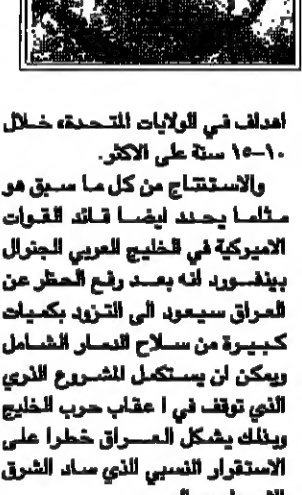 اهداف في الولايات المتحدة، خلال
١٠-١٥ سنة على الاكثر.
والاستنتاج من كل ما سبق هو
مثلما يحدد ايضا قائد القوات
الاميركية في الخليج العربي الجنرال
بينفورد أنه بعد رفع الحظر عن
العراق سيعود الى التزود بكميات
كبيرة من سلاح الدمار الشامل
ويمكن ان يستكمل المشروع الذري
الذي توقف في ا عقاب حرب الخليج
وبذلك يشكل العراق خطرا على
الاستقرار النسبي الذي ساد الشرق